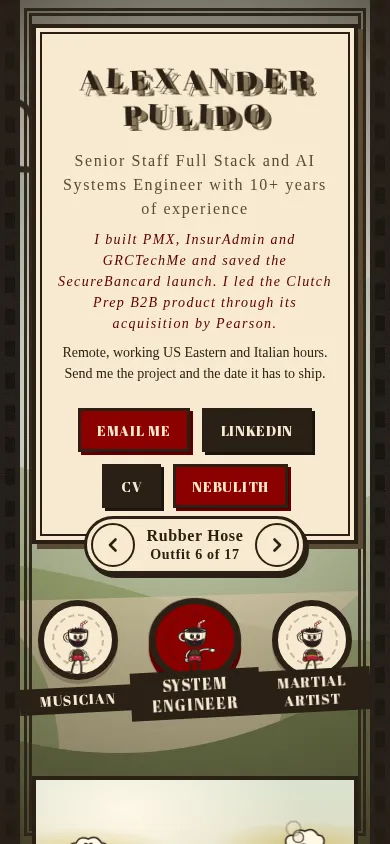 ALEXANDER
PULIDO
Senior Staff Full Stack and AI
Systems Engineer with 10+ years
of experience
I built PMX, InsurAdmin and
GRCTechMe and saved the
SecureBancard launch. I led the Clutch
Prep B2B product through its
acquisition by Pearson.
Remote, working US Eastern and Italian hours.
Send me the project and the date it has to ship.
EMAIL ME
LINKEDIN
CV
NEBULITH
Rubber Hose
Outfit 6 of 17
MUSICIAN
SYSTEM
ENGINEER
MARTIAL
ARTIST